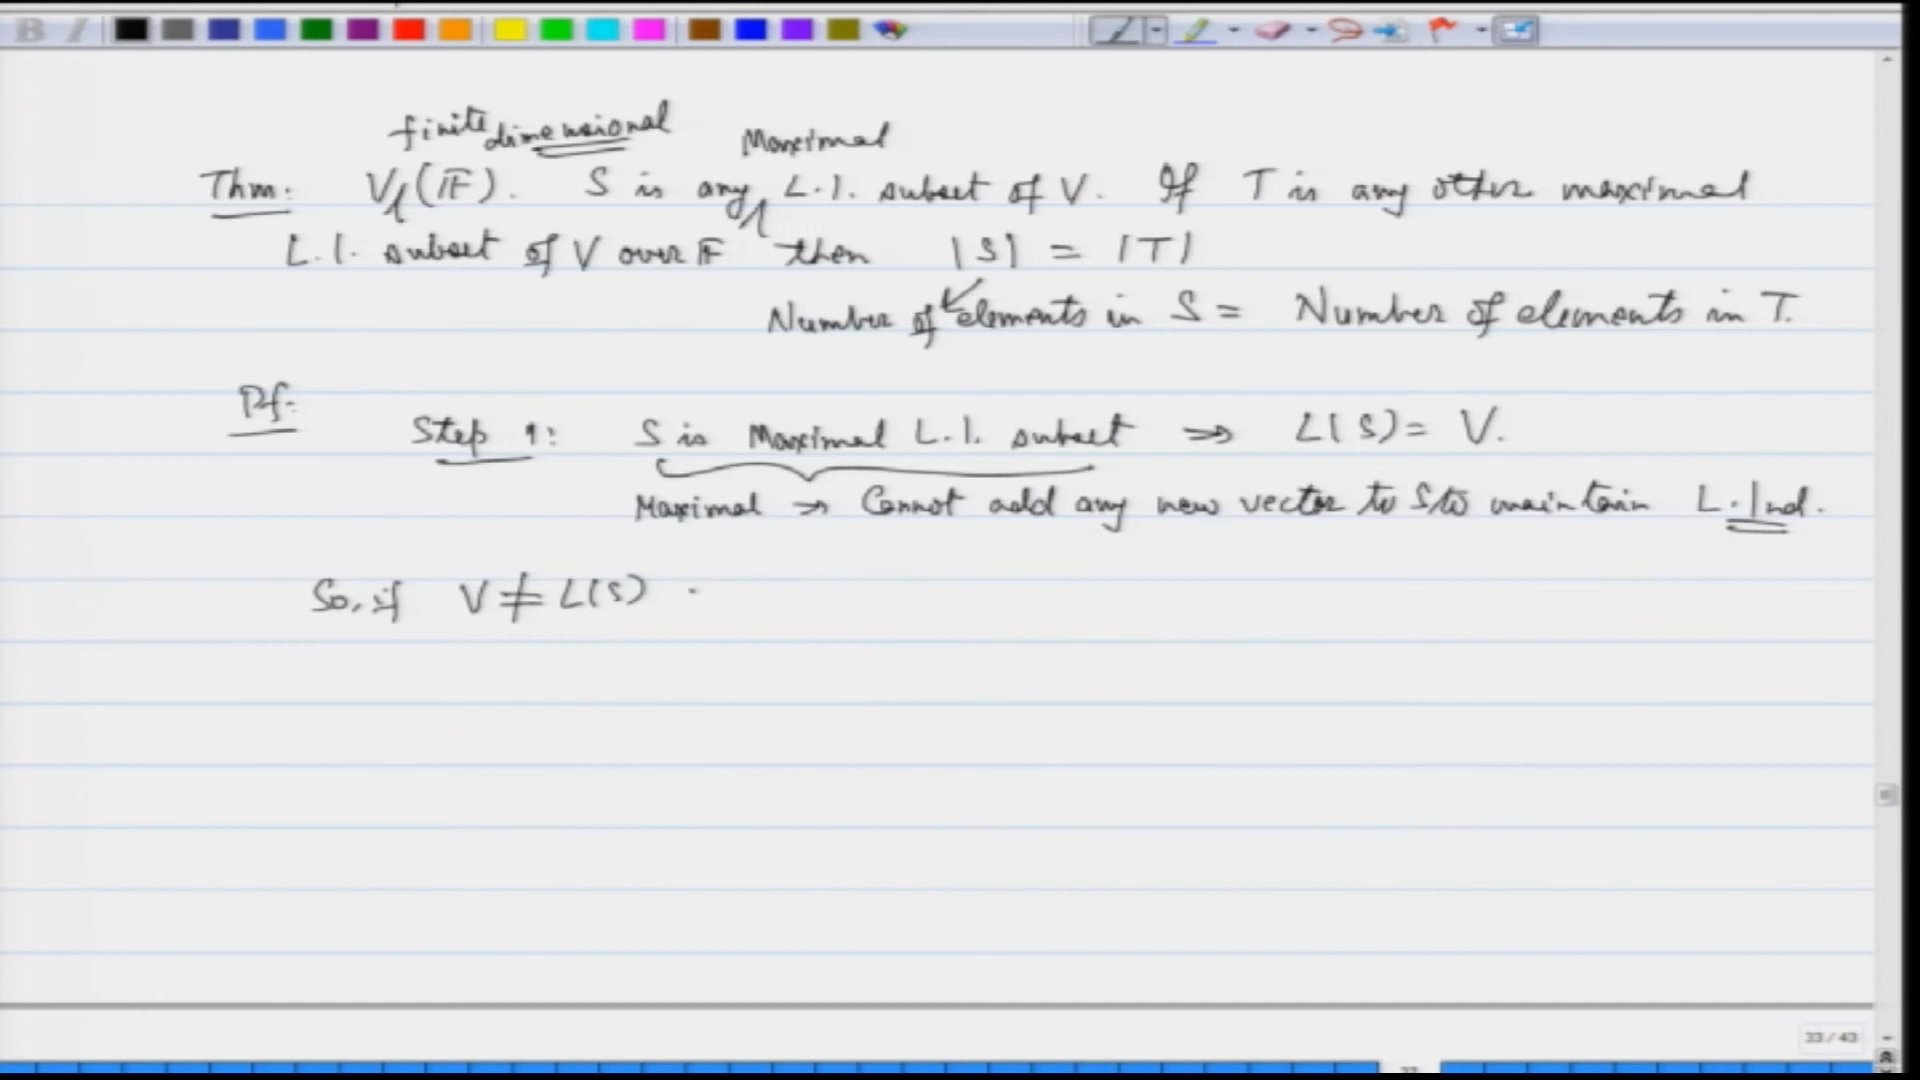 finite dimensional Maximal
Thm: V(F). S is any L.I. subset of V. If T is any other maximal
L.I. subset of V over F then |S| = |T|
Number of elements in S = Number of elements in T.
Pf:
Step 1: S is Maximal L.I. subset ⇒ L(S) = V.
Maximal → Cannot add any new vector to S to maintain L.Ind.
So, if V ≠ L(S) .
33 / 43